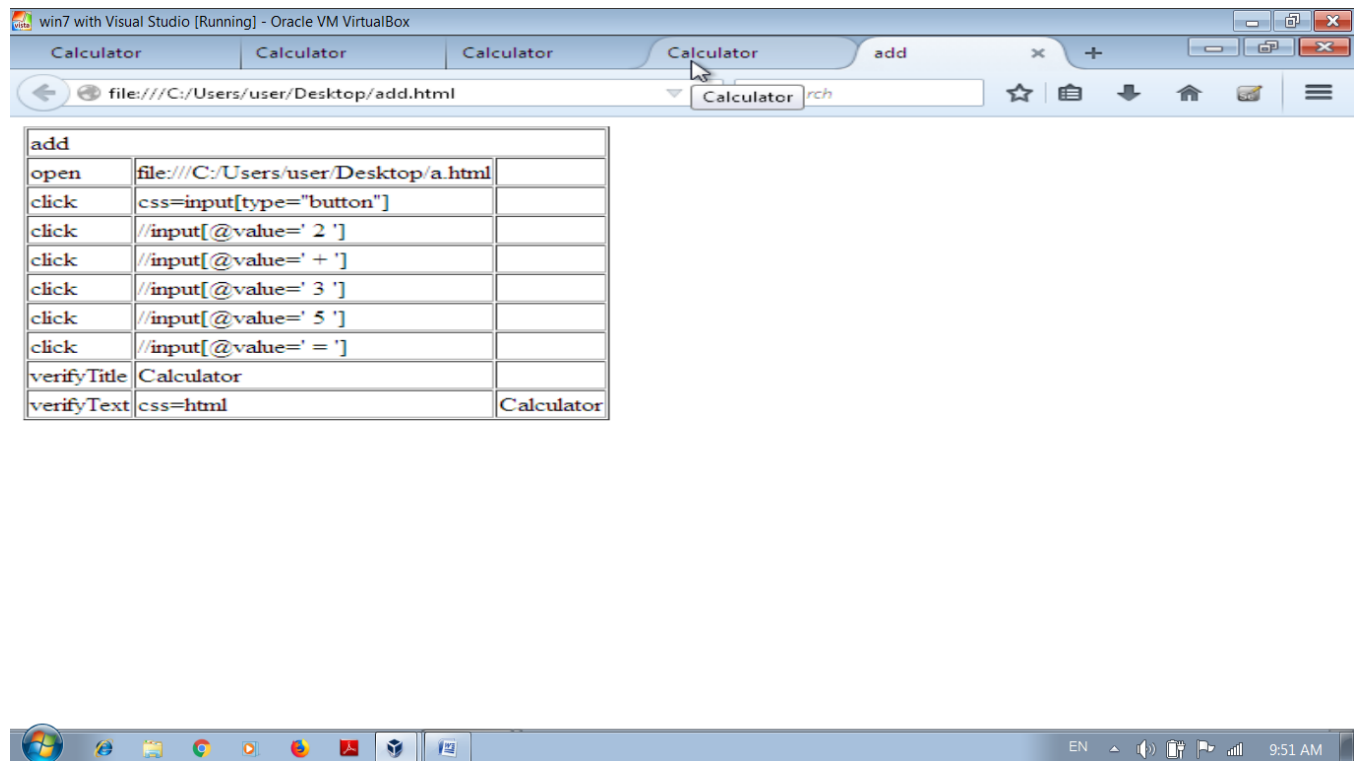 win7 with Visual Studio [Running] - Oracle VM VirtualBox
Calculator Calculator Calculator Calculator add
file:///C:/Users/user/Desktop/add.html rch
Calculator
add
open file:///C:/Users/user/Desktop/a.html
click css=input[type="button"]
click //input[@value=' 2 ']
click //input[@value=' + ']
click //input[@value=' 3 ']
click //input[@value=' 5 ']
click //input[@value=' = ']
verifyTitle Calculator
verifyText css=html Calculator
EN 9:51 AM